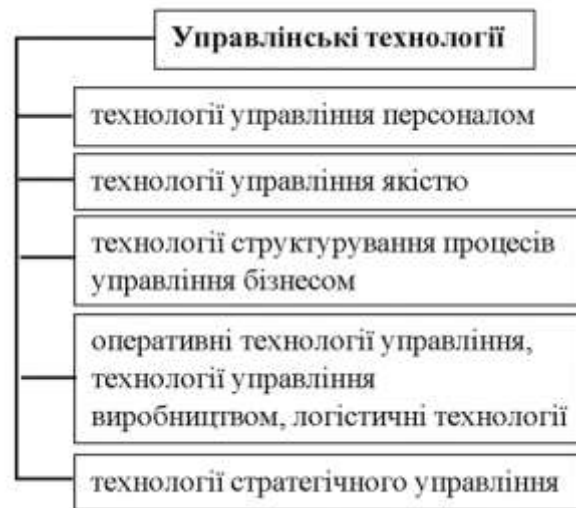 Управлінські технології
технології управління персоналом
технології управління якістю
технології структурування процесів
управління бізнесом
оперативні технології управління,
технології управління
виробництвом, логістичні технології
технології стратегічного управління